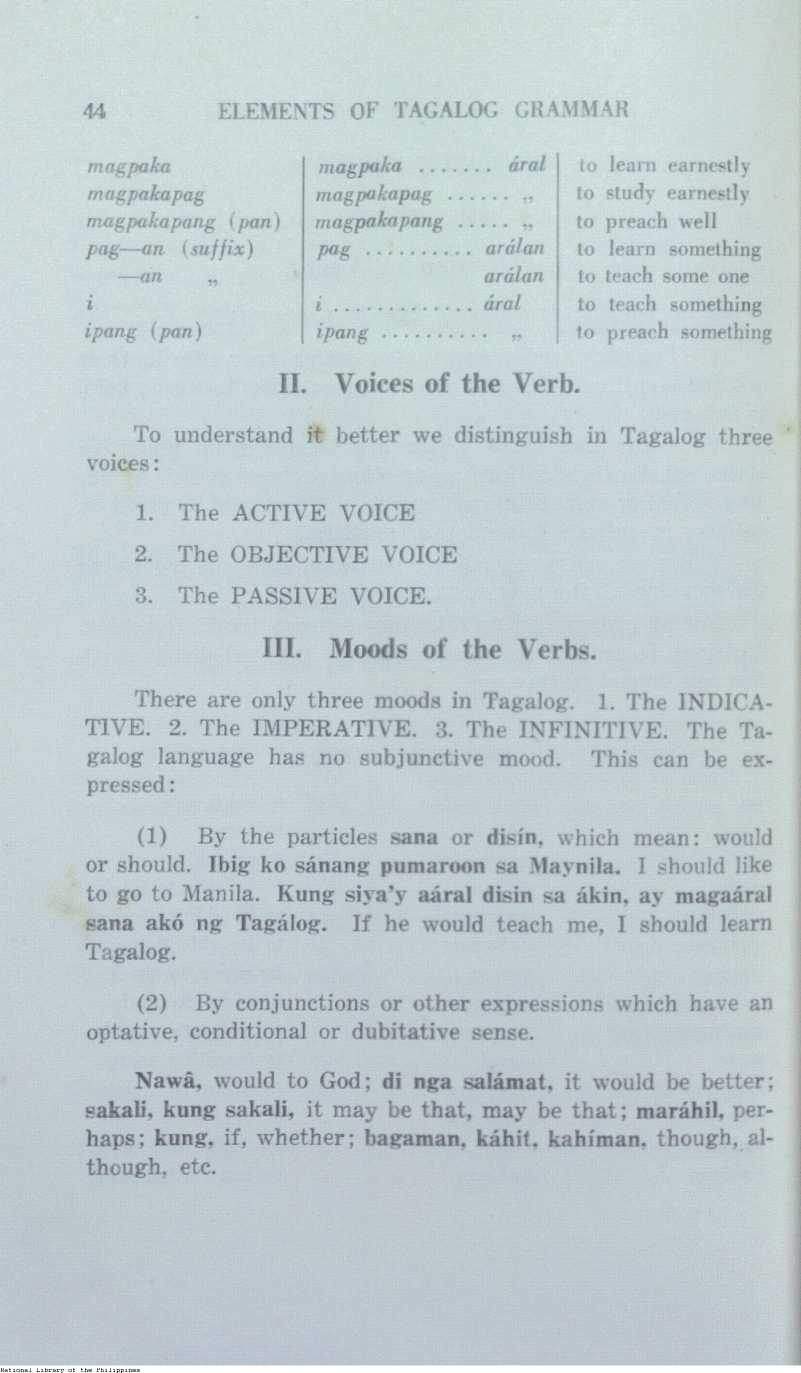 44 ELEMENTS OF TAGALOG GRAMMAR
magpaka magpaka ....... áral to learn earnestly
magpakapag magpakapag ...... „ to study earnestly
magpakapang (pan) magpakapang ..... „ to preach well
pag—an (suffix) pag .......... arálan to learn something
—an „ arálan to teach some one
i i ............. áral to teach something
ipang (pan) ipang .......... „ to preach something
II. Voices of the Verb.
To understand it better we distinguish in Tagalog three
voices:
1. The ACTIVE VOICE
2. The OBJECTIVE VOICE
3. The PASSIVE VOICE.
III. Moods of the Verbs.
There are only three moods in Tagalog. 1. The INDICA-
TIVE. 2. The IMPERATIVE. 3. The INFINITIVE. The Ta-
galog language has no subjunctive mood. This can be ex-
pressed:
(1) By the particles sana or disín, which mean: would
or should. Ibig ko sánang pumaroon sa Maynila. I should like
to go to Manila. Kung siya'y aáral disin sa ákin, ay magaáral
sana akó ng Tagálog. If he would teach me, I should learn
Tagalog.
(2) By conjunctions or other expressions which have an
optative, conditional or dubitative sense.
Nawâ, would to God; di nga salámat, it would be better;
sakali, kung sakali, it may be that, may be that; maráhil, per-
haps; kung, if, whether; bagaman, káhit, kahíman, though, al-
though, etc.
National Library of the Philippines